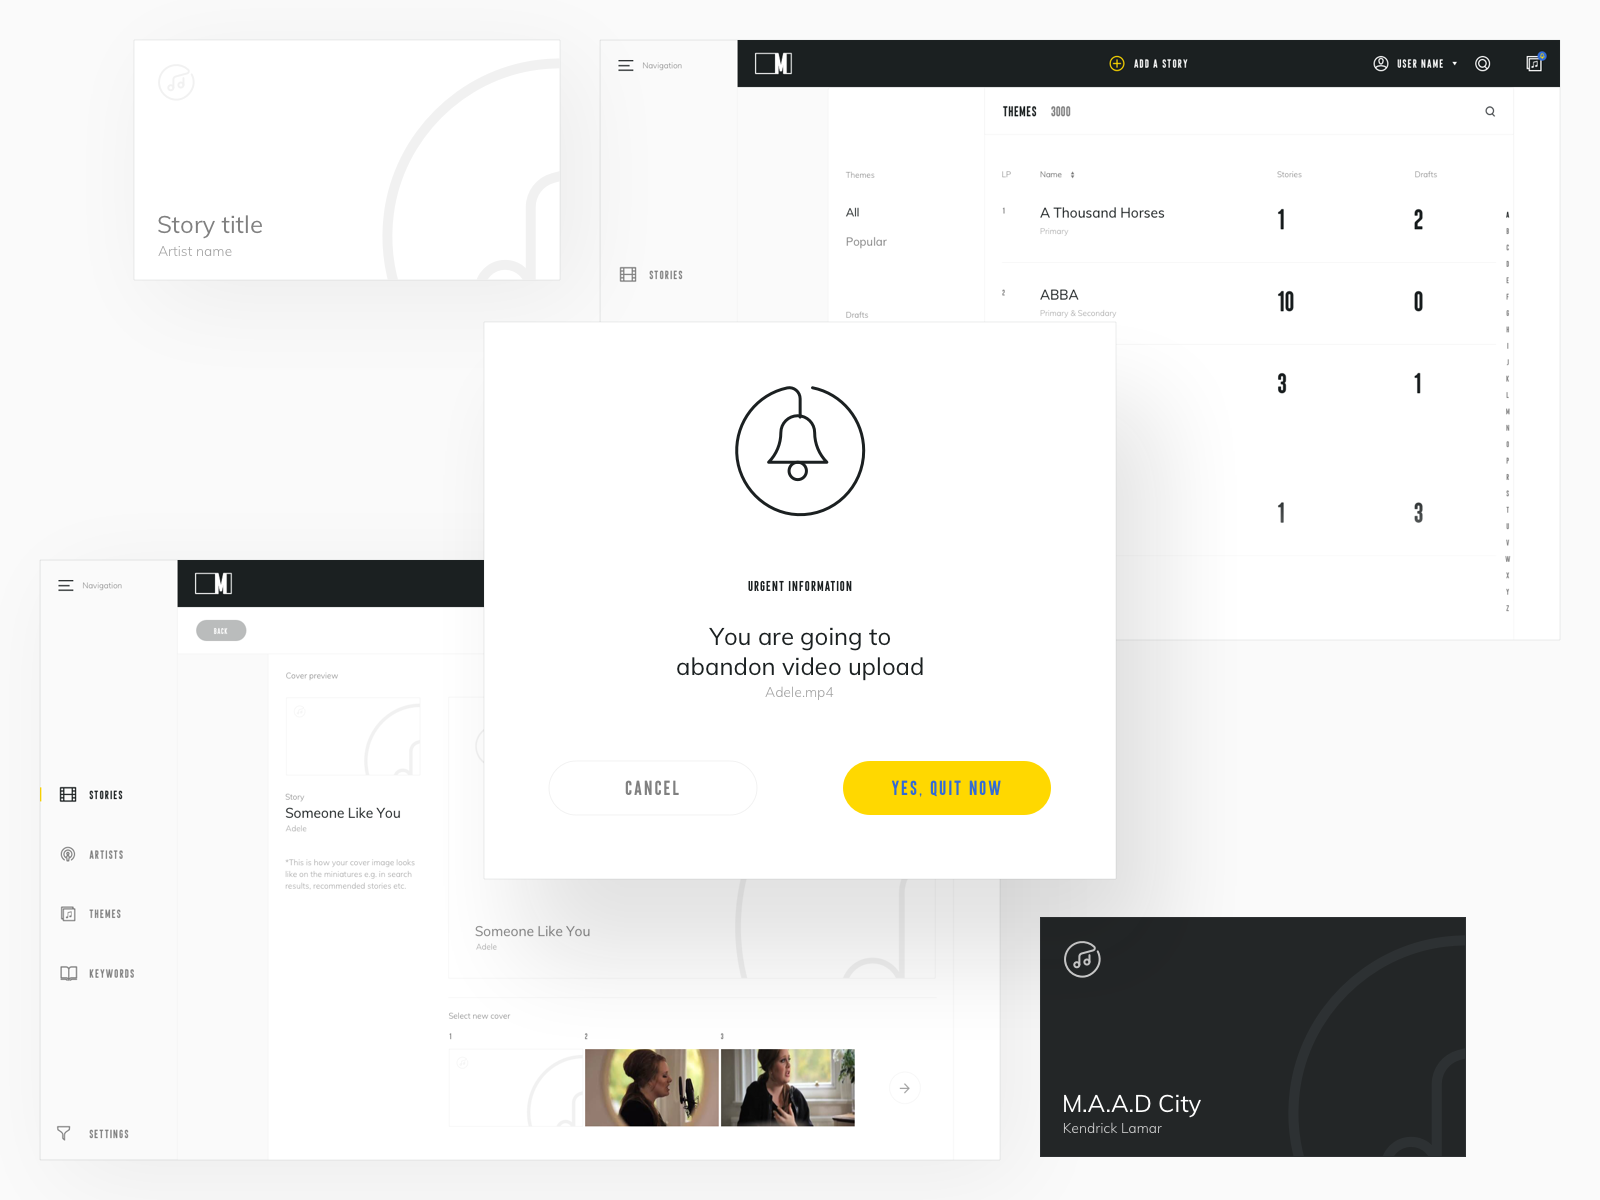 Story title
Artist name
Navigation
STORIES
M
ADD A STORY
USER NAME
0
THEMES 3000
Themes
All
Popular
Drafts
LP Name Stories Drafts
1 A Thousand Horses 1 2
Primary
2 ABBA 10 0
Primary & Secondary
3 1
1 3
A
B
C
D
E
F
G
H
I
J
K
L
M
N
O
P
R
S
T
U
V
W
X
Y
Z
URGENT INFORMATION
You are going to
abandon video upload
Adele.mp4
CANCEL
YES, QUIT NOW
Navigation
M
BACK
STORIES
ARTISTS
THEMES
KEYWORDS
SETTINGS
Cover preview
Story
Someone Like You
Adele
*This is how your cover image looks
like on the miniatures e.g. in search
results, recommended stories etc.
Someone Like You
Adele
Select new cover
1 2 3
M.A.A.D City
Kendrick Lamar